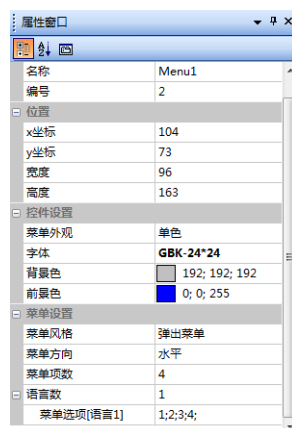 属性窗口
名称 Menu1
编号 2
位置
x坐标 104
y坐标 73
宽度 96
高度 163
控件设置
菜单外观 单色
字体 GBK-24*24
背景色 192; 192; 192
前景色 0; 0; 255
菜单设置
菜单风格 弹出菜单
菜单方向 水平
菜单项数 4
语言数 1
菜单选项[语言1] 1;2;3;4;